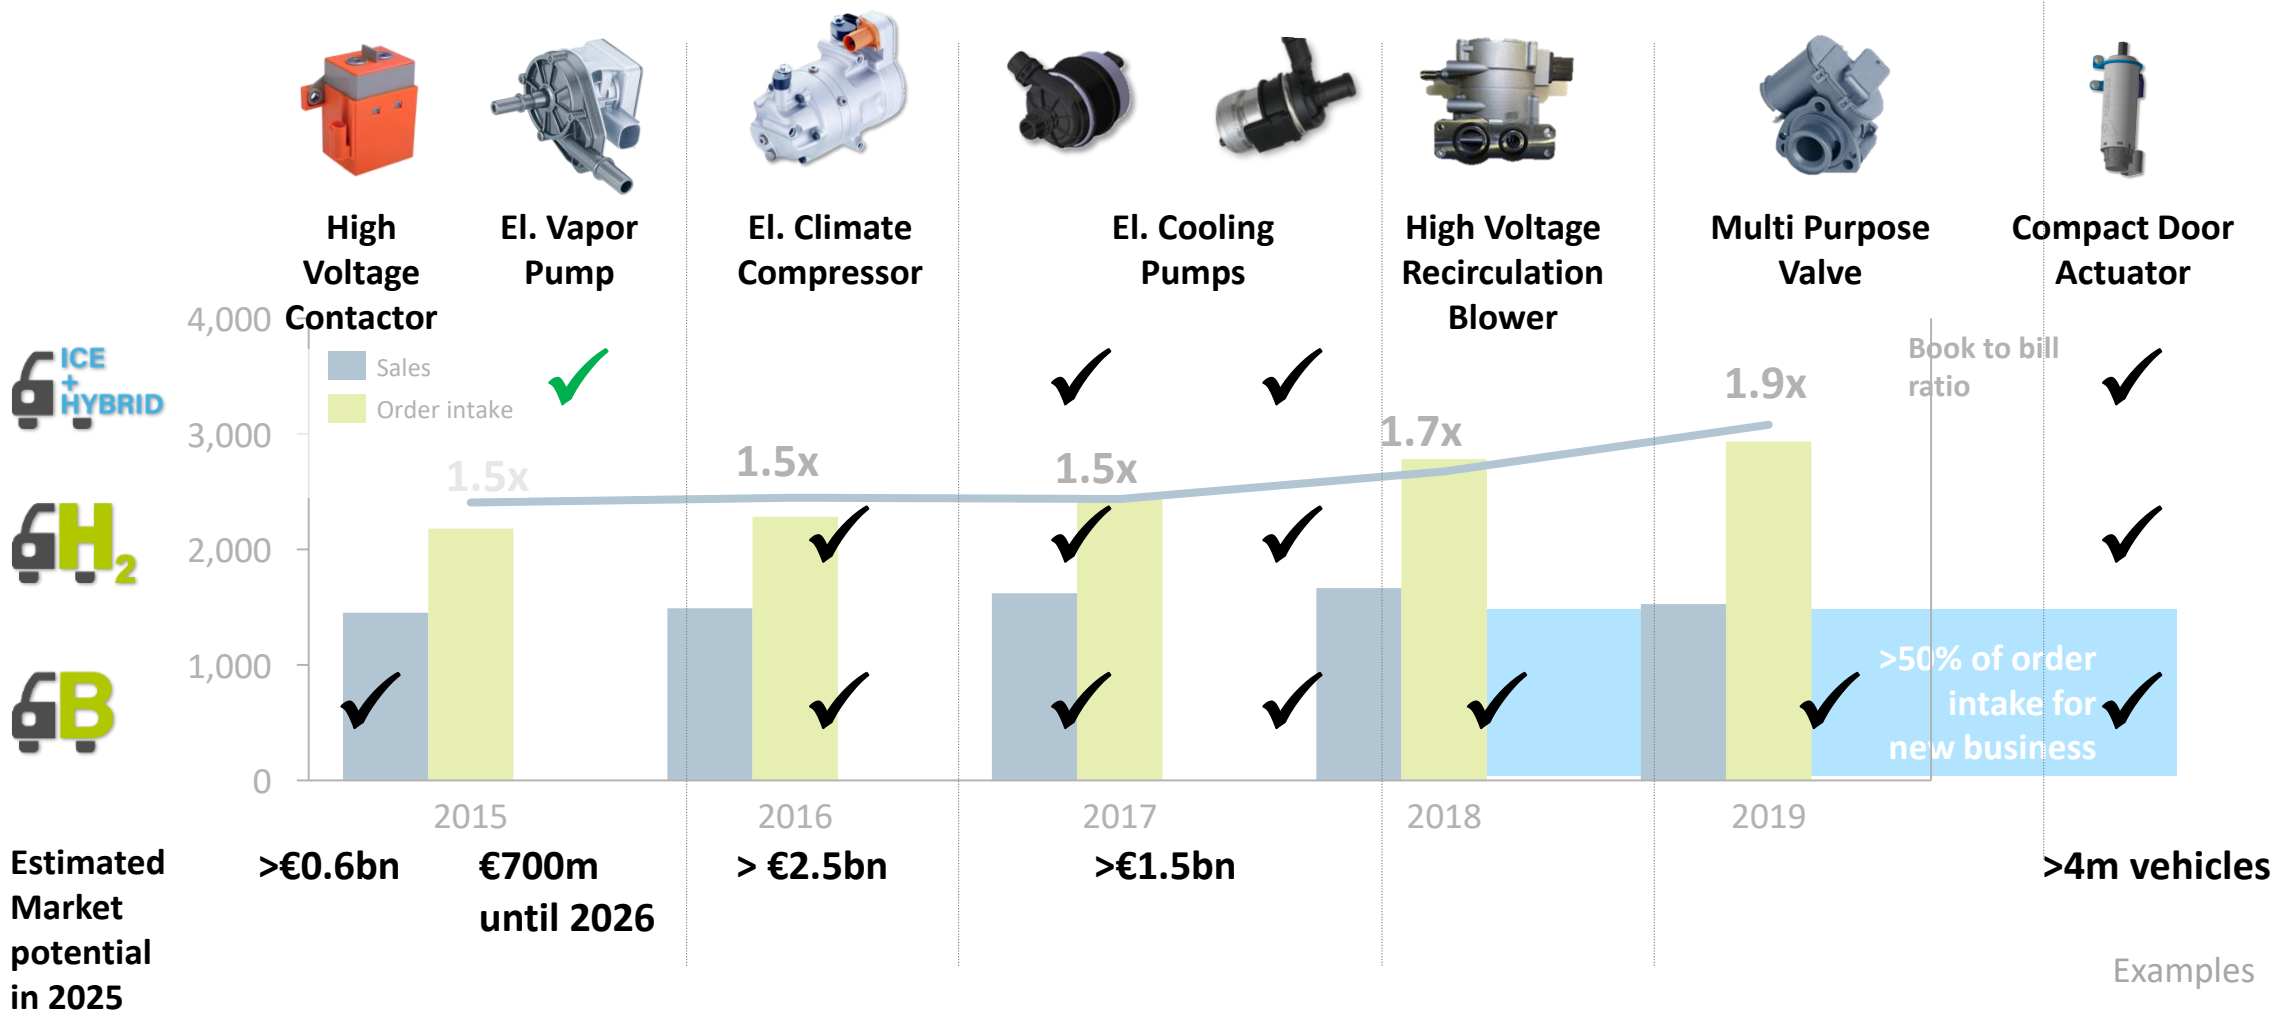 High
Voltage
Contactor
El. Vapor
Pump
El. Climate
Compressor
El. Cooling
Pumps
High Voltage
Recirculation
Blower
Multi Purpose
Valve
Compact Door
Actuator
4,000
3,000
2,000
1,000
0
ICE
+
HYBRID
H2
B
Sales
Order intake
1.5x
1.5x
1.5x
1.7x
1.9x
Book to bill
ratio
>50% of order
intake for
new business
2015
2016
2017
2018
2019
Estimated
Market
potential
in 2025
>€0.6bn
€700m
until 2026
> €2.5bn
>€1.5bn
>4m vehicles
Examples